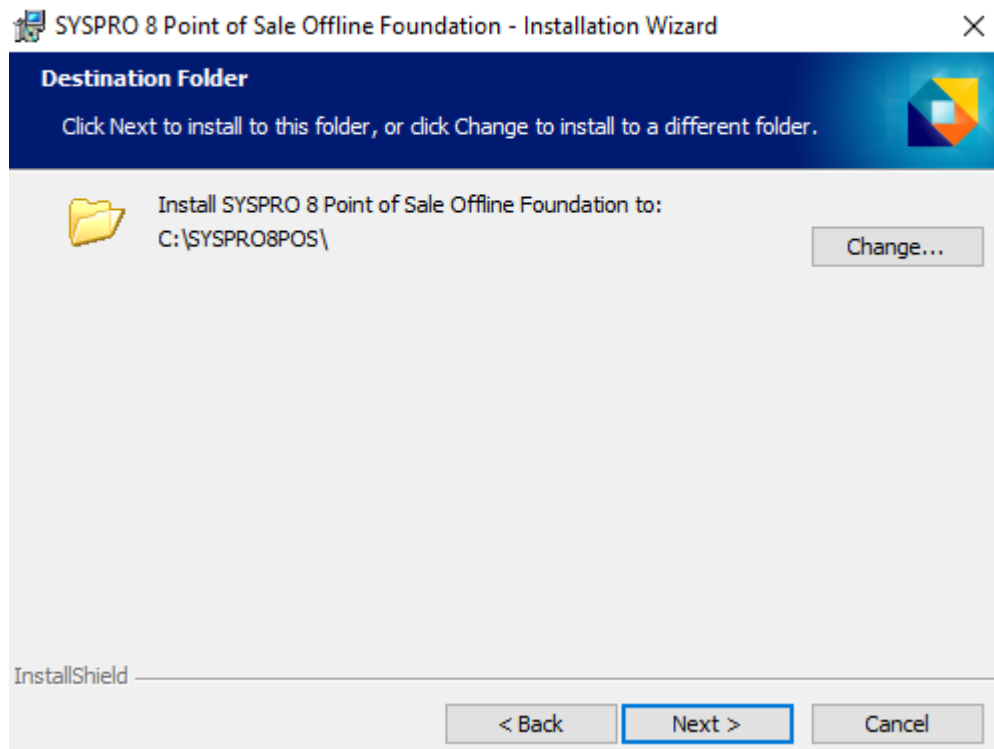 SYSPRO 8 Point of Sale Offline Foundation - Installation Wizard
Destination Folder
Click Next to install to this folder, or click Change to install to a different folder.
Install SYSPRO 8 Point of Sale Offline Foundation to:
C:\SYSPRO8POS\
Change...
InstallShield
< Back
Next >
Cancel